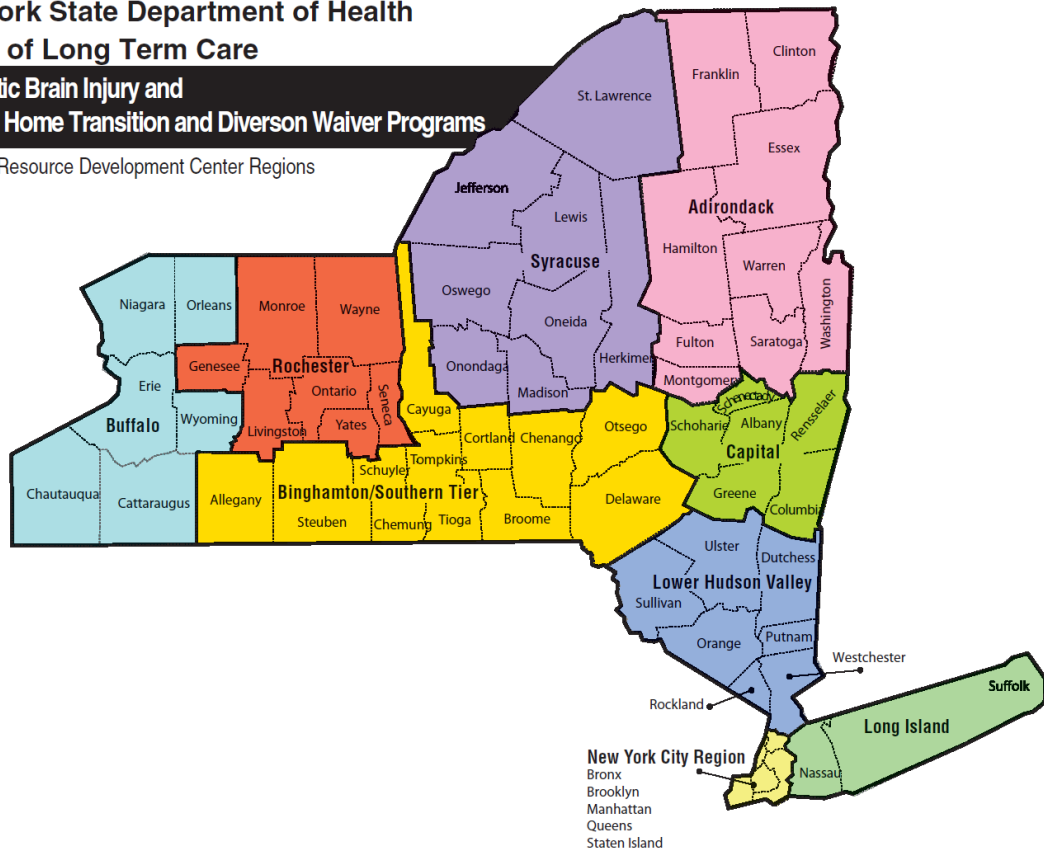 ork State Department of Health
of Long Term Care
tic Brain Injury and
Home Transition and Diverson Waiver Programs
Resource Development Center Regions
Clinton
Franklin
St. Lawrence
Essex
Jefferson
Adirondack
Lewis
Hamilton
Syracuse
Warren
Oswego
Niagara
Orleans
Monroe
Wayne
Washington
Oneida
Fulton
Saratoga
Herkimer
Genesee
Rochester
Onondaga
Montgomer
Erie
Ontario
Seneca
Madison
Schenectady
Cayuga
Wyoming
Buffalo
Livingston
Yates
Otsego
Schoharie
Albany
Rensselaer
Cortland
Chenango
Capital
Tompkins
Schuyler
Chautauqua
Cattaraugus
Allegany
Binghamton/Southern Tier
Delaware
Greene
Columbi
Steuben
Chemung
Tioga
Broome
Ulster
Dutchess
Lower Hudson Valley
Sullivan
Orange
Putnam
Westchester
Rockland
Suffolk
Long Island
New York City Region
Nassau
Bronx
Brooklyn
Manhattan
Queens
Staten Island